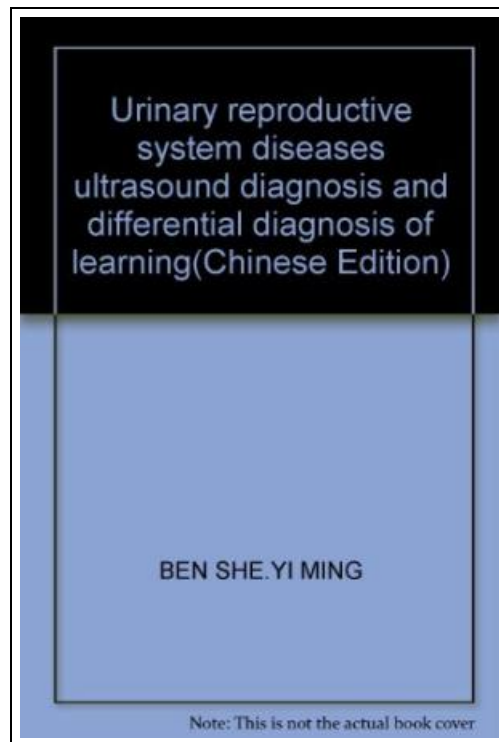 Urinary reproductive
system diseases
ultrasound diagnosis and
differential diagnosis of
learning(Chinese Edition)
BEN SHE.YI MING
Note: This is not the actual book cover